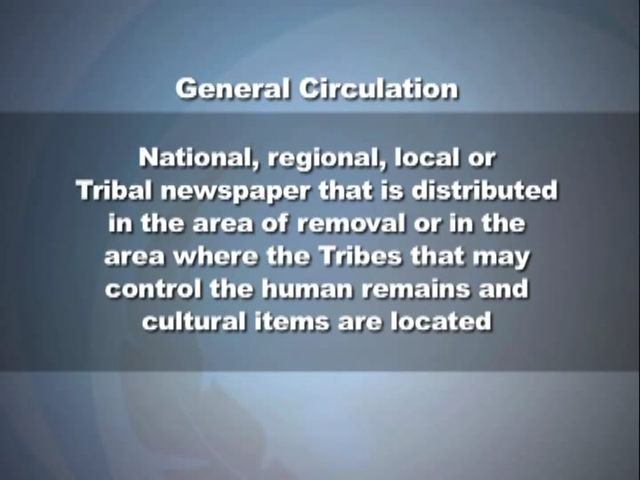 General Circulation
National, regional, local or
Tribal newspaper that is distributed
in the area of removal or in the
area where the Tribes that may
control the human remains and
cultural items are located